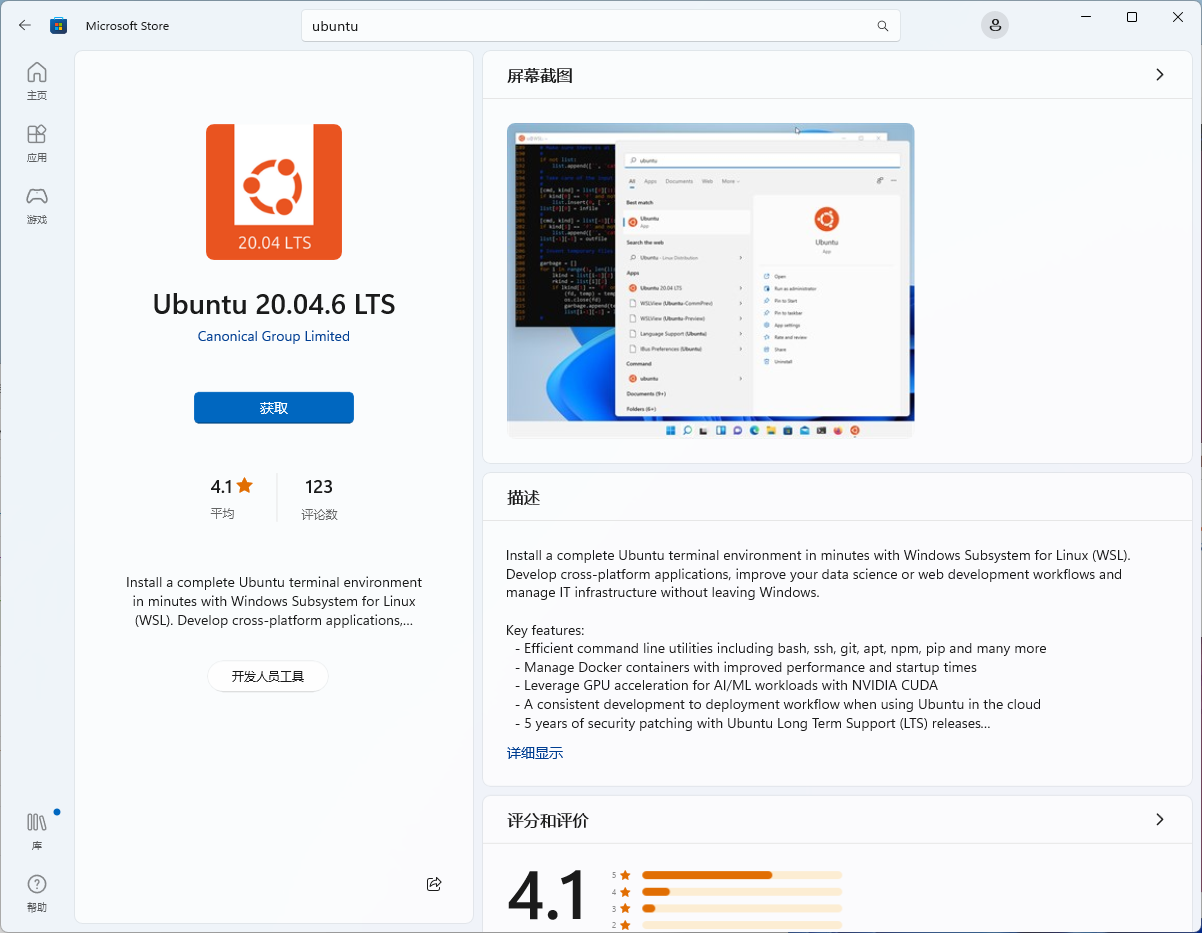 Microsoft Store
ubuntu
主页
应用
游戏
库
帮助
20.04 LTS
Ubuntu 20.04.6 LTS
Canonical Group Limited
获取
4.1
平均
123
评论数
Install a complete Ubuntu terminal environment
in minutes with Windows Subsystem for Linux
(WSL). Develop cross-platform applications,...
开发人员工具
屏幕截图
ubuntu
All Apps Documents Web More
Best match
Ubuntu
App
Search the web
Ubuntu - Linux Distribution
Apps
Ubuntu 20.04 LTS
WSLView (Ubuntu-CommPrev)
WSLView (Ubuntu-Preview)
Language Support (Ubuntu)
IBus Preferences (Ubuntu)
Command
ubuntu
Documents (9+)
Folders (6+)
Ubuntu
App
Open
Run as administrator
Pin to Start
Pin to taskbar
App settings
Rate and review
Share
Uninstall
描述
Install a complete Ubuntu terminal environment in minutes with Windows Subsystem for Linux (WSL).
Develop cross-platform applications, improve your data science or web development workflows and
manage IT infrastructure without leaving Windows.
Key features:
- Efficient command line utilities including bash, ssh, git, apt, npm, pip and many more
- Manage Docker containers with improved performance and startup times
- Leverage GPU acceleration for AI/ML workloads with NVIDIA CUDA
- A consistent development to deployment workflow when using Ubuntu in the cloud
- 5 years of security patching with Ubuntu Long Term Support (LTS) releases...
详细显示
评分和评价
4.1
5
4
3
2